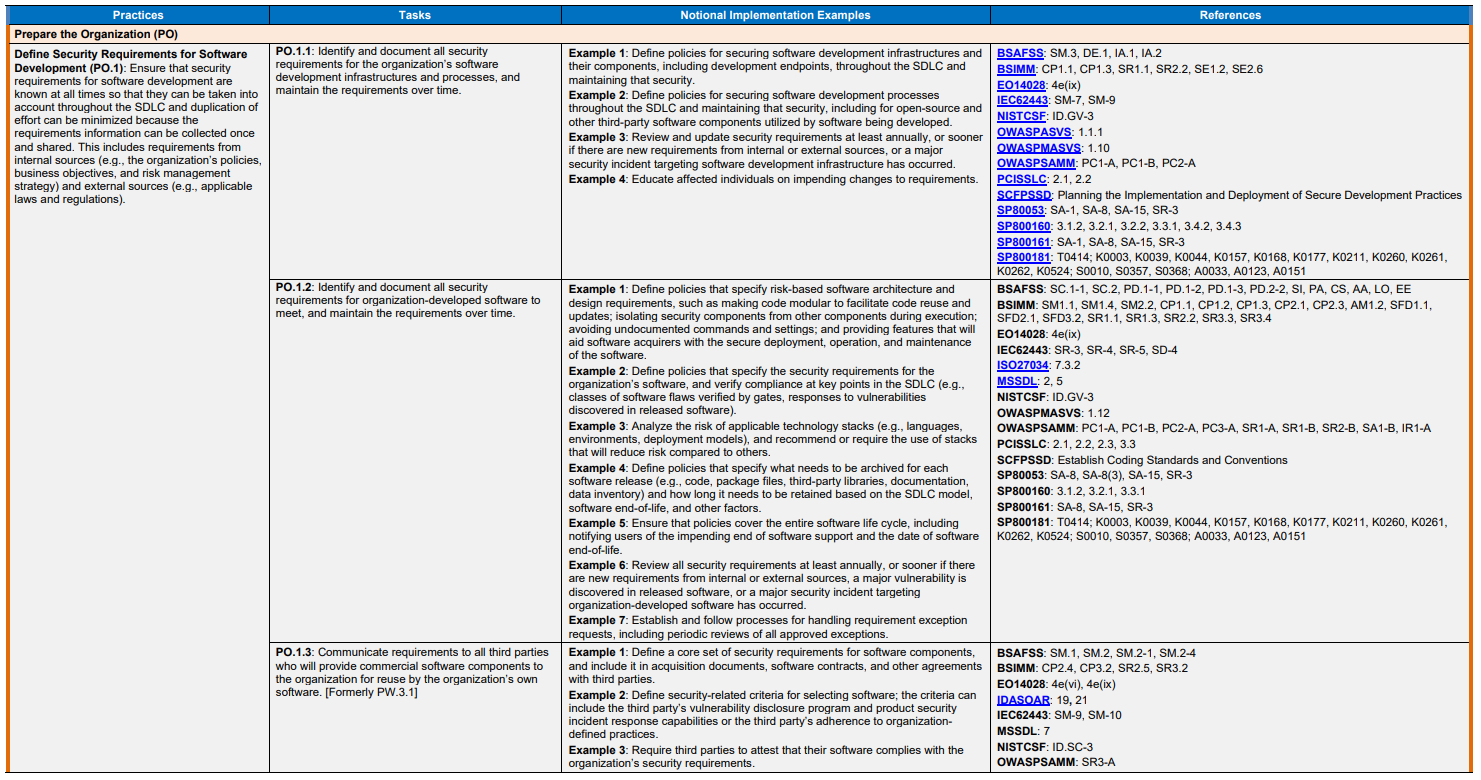 Practices
Tasks
Notional Implementation Examples
References
Prepare the Organization (PO)
Define Security Requirements for Software
Development (PO.1): Ensure that security
requirements for software development are
known at all times so that they can be taken into
account throughout the SDLC and duplication of
effort can be minimized because the
requirements information can be collected once
and shared. This includes requirements from
internal sources (e.g., the organization's policies,
business objectives, and risk management
strategy) and external sources (e.g., applicable
laws and regulations).
PO.1.1: Identify and document all security
requirements for the organization's software
development infrastructures and processes, and
maintain the requirements over time.
Example 1: Define policies for securing software development infrastructures and
their components, including development endpoints, throughout the SDLC and
maintaining that security.
Example 2: Define policies for securing software development processes
throughout the SDLC and maintaining that security, including for open-source and
other third-party software components utilized by software being developed.
Example 3: Review and update security requirements at least annually, or sooner
if there are new requirements from internal or external sources, or a major
security incident targeting software development infrastructure has occurred.
Example 4: Educate affected individuals on impending changes to requirements.
BSAFSS: SM.3, DE.1, IA.1, IA.2
BSIMM: CP1.1, CP1.3, SR1.1, SR2.2, SE1.2, SE2.6
EO14028: 4e(ix)
IEC62443: SM-7, SM-9
NISTCSF: ID.GV-3
OWASPASVS: 1.1.1
OWASPMASVS: 1.10
OWASPSAMM: PC1-A, PC1-B, PC2-A
PCISSLC: 2.1, 2.2
SCFPSSD: Planning the Implementation and Deployment of Secure Development Practices
SP80053: SA-1, SA-8, SA-15, SR-3
SP800160: 3.1.2, 3.2.1, 3.2.2, 3.3.1, 3.4.2, 3.4.3
SP800161: SA-1, SA-8, SA-15, SR-3
SP800181: T0414; K0003, K0039, K0044, K0157, K0168, K0177, K0211, K0260, K0261,
K0262, K0524; S0010, S0357, S0368; A0033, A0123, A0151
PO.1.2: Identify and document all security
requirements for organization-developed software to
meet, and maintain the requirements over time.
Example 1: Define policies that specify risk-based software architecture and
design requirements, such as making code modular to facilitate code reuse and
updates; isolating security components from other components during execution;
avoiding undocumented commands and settings; and providing features that will
aid software acquirers with the secure deployment, operation, and maintenance
of the software.
Example 2: Define policies that specify the security requirements for the
organization's software, and verify compliance at key points in the SDLC (e.g.,
classes of software flaws verified by gates, responses to vulnerabilities
discovered in released software).
Example 3: Analyze the risk of applicable technology stacks (e.g., languages,
environments, deployment models), and recommend or require the use of stacks
that will reduce risk compared to others.
Example 4: Define policies that specify what needs to be archived for each
software release (e.g., code, package files, third-party libraries, documentation,
data inventory) and how long it needs to be retained based on the SDLC model,
software end-of-life, and other factors.
Example 5: Ensure that policies cover the entire software life cycle, including
notifying users of the impending end of software support and the date of software
end-of-life.
Example 6: Review all security requirements at least annually, or sooner if there
are new requirements from internal or external sources, a major vulnerability is
discovered in released software, or a major security incident targeting
organization-developed software has occurred.
Example 7: Establish and follow processes for handling requirement exception
requests, including periodic reviews of all approved exceptions.
BSAFSS: SC.1-1, SC.2, PD.1-1, PD.1-2, PD.1-3, PD.2-2, SI, PA, CS, AA, LO, EE
BSIMM: SM1.1, SM1.4, SM2.2, CP1.1, CP1.2, CP1.3, CP2.1, CP2.3, AM1.2, SFD1.1,
SFD2.1, SFD3.2, SR1.1, SR1.3, SR2.2, SR3.3, SR3.4
EO14028: 4e(ix)
IEC62443: SR-3, SR-4, SR-5, SD-4
ISO27034: 7.3.2
MSSDL: 2, 5
NISTCSF: ID.GV-3
OWASPMASVS: 1.12
OWASPSAMM: PC1-A, PC1-B, PC2-A, PC3-A, SR1-A, SR1-B, SR2-B, SA1-B, IR1-A
PCISSLC: 2.1, 2.2, 2.3, 3.3
SCFPSSD: Establish Coding Standards and Conventions
SP80053: SA-8, SA-8(3), SA-15, SR-3
SP800160: 3.1.2, 3.2.1, 3.3.1
SP800161: SA-8, SA-15, SR-3
SP800181: T0414; K0003, K0039, K0044, K0157, K0168, K0177, K0211, K0260, K0261,
K0262, K0524; S0010, S0357, S0368; A0033, A0123, A0151
PO.1.3: Communicate requirements to all third parties
who will provide commercial software components to
the organization for reuse by the organization's own
software. [Formerly PW.3.1]
Example 1: Define a core set of security requirements for software components,
and include it in acquisition documents, software contracts, and other agreements
with third parties.
Example 2: Define security-related criteria for selecting software; the criteria can
include the third party's vulnerability disclosure program and product security
incident response capabilities or the third party's adherence to organization-
defined practices.
Example 3: Require third parties to attest that their software complies with the
organization's security requirements.
BSAFSS: SM.1, SM.2, SM.2-1, SM.2-4
BSIMM: CP2.4, CP3.2, SR2.5, SR3.2
EO14028: 4e(vi), 4e(ix)
IDASOAR: 19, 21
IEC62443: SM-9, SM-10
MSSDL: 7
NISTCSF: ID.SC-3
OWASPSAMM: SR3-A